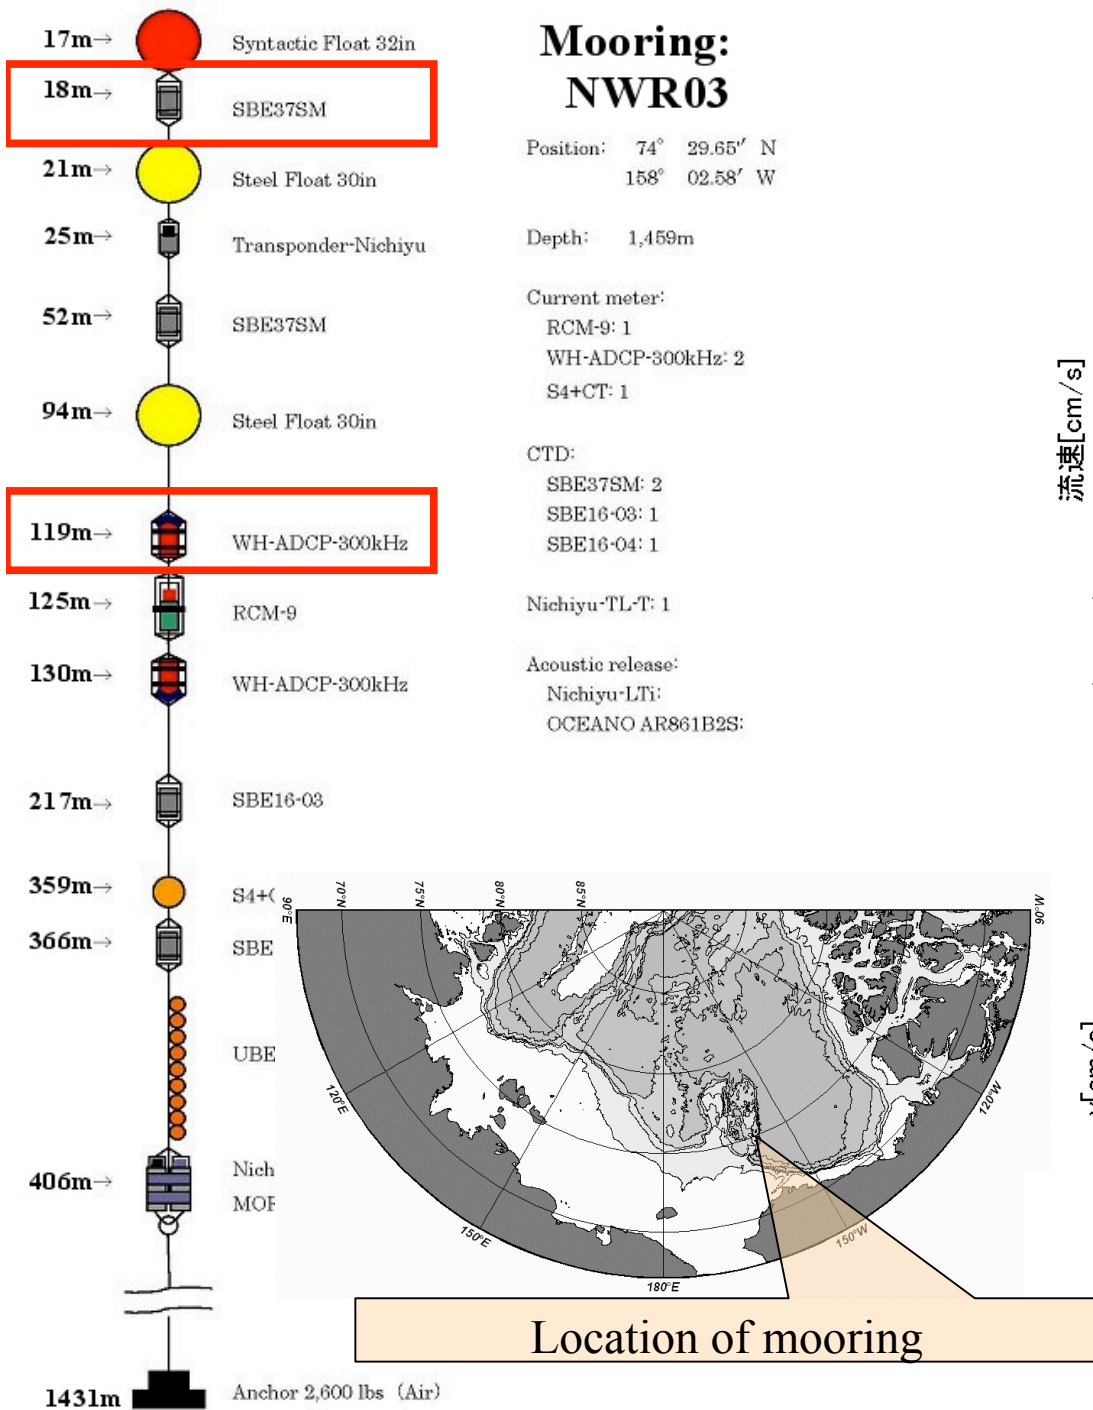 17m→ Syntactic Float 32in
18m→ SBE37SM
21m→ Steel Float 30in
25m→ Transponder-Nichiyu
52m→ SBE37SM
94m→ Steel Float 30in
119m→ WH-ADCP-300kHz
125m→ RCM-9
130m→ WH-ADCP-300kHz
217m→ SBE16-03
359m→ S4+
366m→ SBE
UBE
406m→ Nich
MOR
1431m Anchor 2,600 lbs (Air)
Mooring:
NWR03
Position: 74° 29.65′ N
158° 02.58′ W
Depth: 1,459m
Current meter:
RCM-9: 1
WH-ADCP-300kHz: 2
S4+CT: 1
CTD:
SBE37SM: 2
SBE16-03: 1
SBE16-04: 1
Nichiyu-TL-T: 1
Acoustic release:
Nichiyu-LTi:
OCEANO AR861B2S:
流速[cm/s]
90°E
70°N
75°N
80°N
85°N
90°W
120°E
150°E
180°E
150°W
120°W
Location of mooring